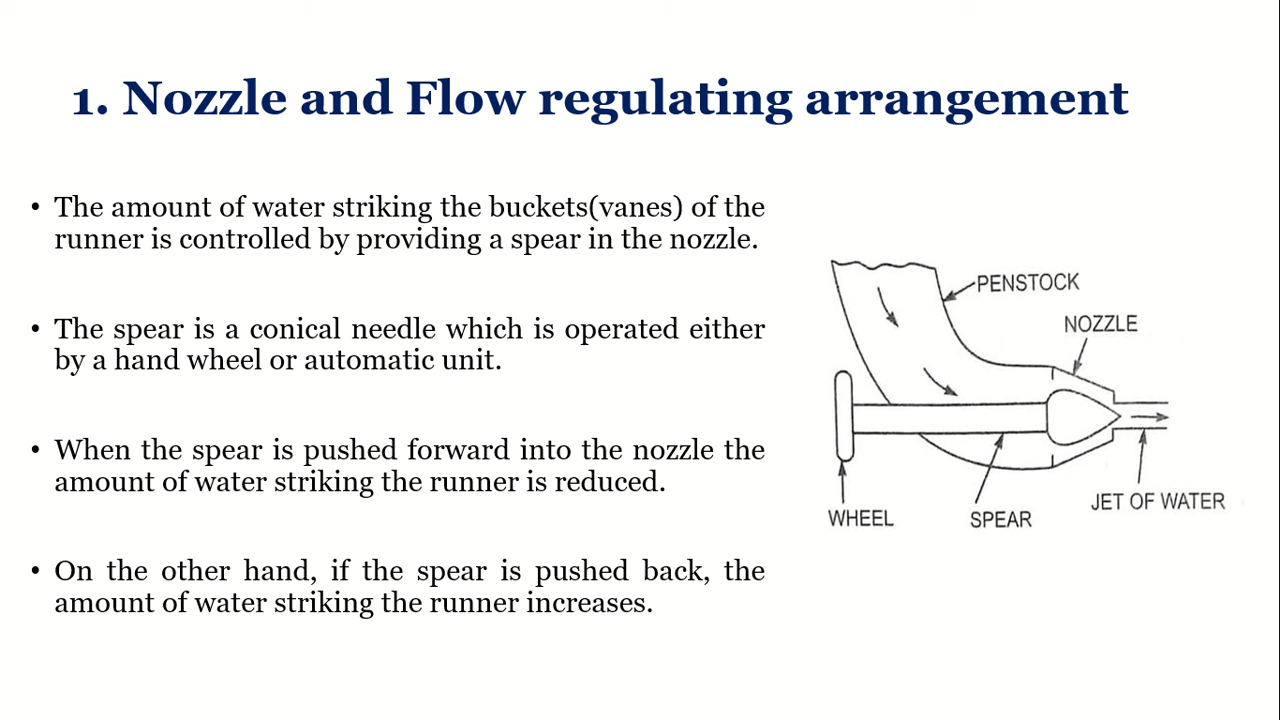 1. Nozzle and Flow regulating arrangement
• The amount of water striking the buckets(vanes) of the
runner is controlled by providing a spear in the nozzle.
• The spear is a conical needle which is operated either
by a hand wheel or automatic unit.
• When the spear is pushed forward into the nozzle the
amount of water striking the runner is reduced.
• On the other hand, if the spear is pushed back, the
amount of water striking the runner increases.
PENSTOCK
NOZZLE
JET OF WATER
WHEEL
SPEAR